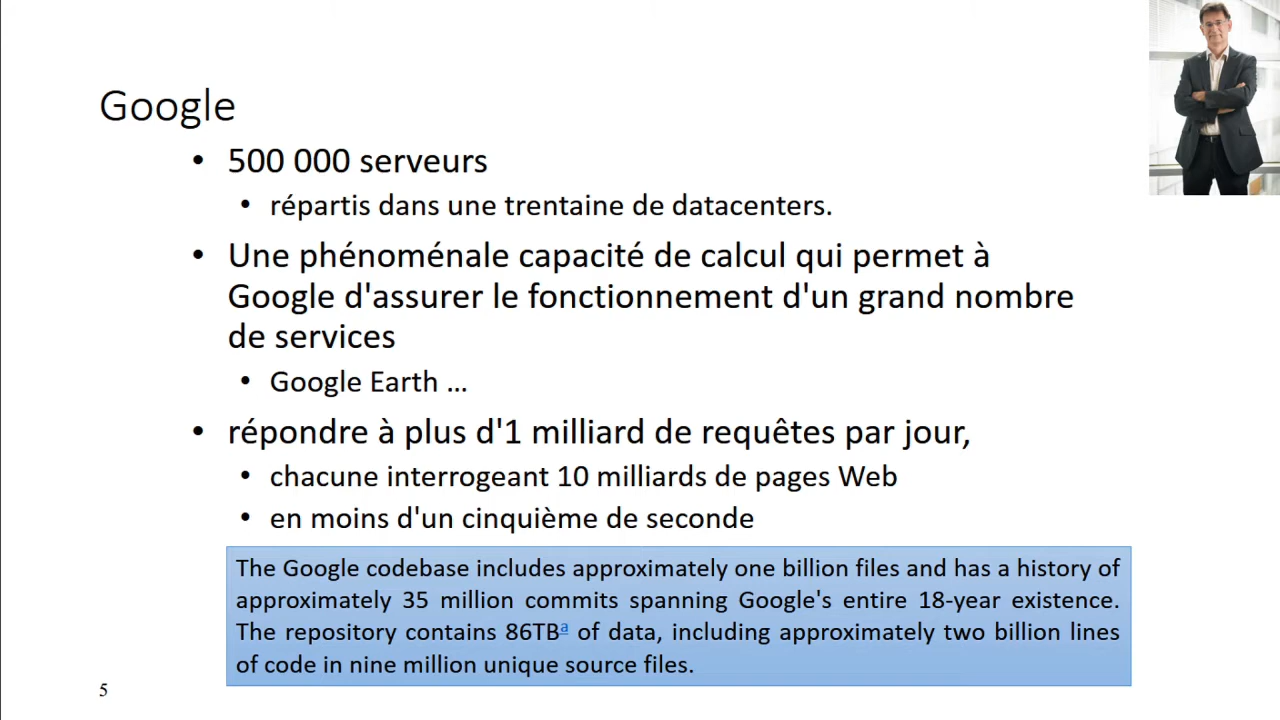 Google
• 500 000 serveurs
• répartis dans une trentaine de datacenters.
• Une phénoménale capacité de calcul qui permet à
Google d'assurer le fonctionnement d'un grand nombre
de services
• Google Earth ...
• répondre à plus d'1 milliard de requêtes par jour,
• chacune interrogeant 10 milliards de pages Web
• en moins d'un cinquième de seconde
The Google codebase includes approximately one billion files and has a history of
approximately 35 million commits spanning Google's entire 18-year existence.
The repository contains 86TBa of data, including approximately two billion lines
of code in nine million unique source files.
5